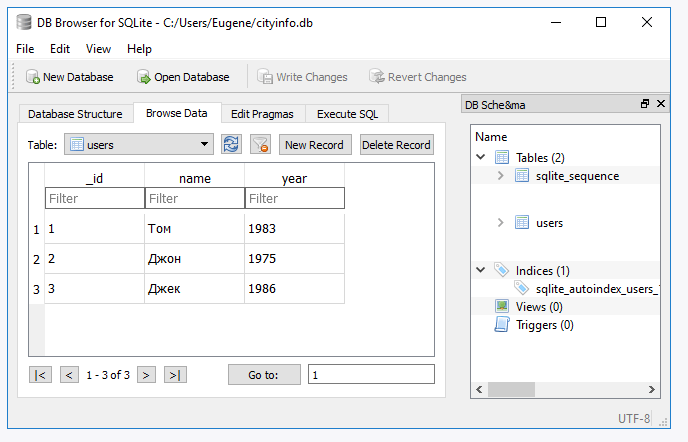 DB Browser for SQLite - C:/Users/Eugene/cityinfo.db
File Edit View Help
New Database Open Database Write Changes Revert Changes
Database Structure Browse Data Edit Pragmas Execute SQL
Table: users New Record Delete Record
_id name year
Filter Filter Filter
1 1 Том 1983
2 2 Джон 1975
3 3 Джек 1986
|< < 1 - 3 of 3 > >| Go to: 1
DB Sche&ma
Name
Tables (2)
sqlite_sequence
users
Indices (1)
sqlite_autoindex_users_
Views (0)
Triggers (0)
UTF-8